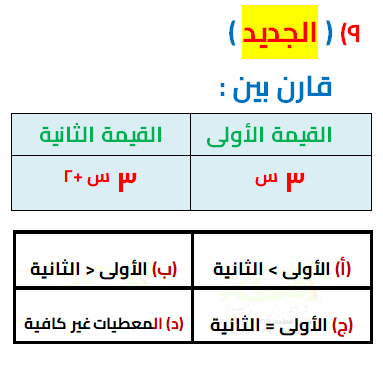 ٩) ( الجديد )
قارن بين :
القيمة الأولى القيمة الثانية
٣ س ٣ س +٢
(أ) الأولى > الثانية (ب) الأولى < الثانية
(ج) الأولى = الثانية (د) المعطيات غير كافية